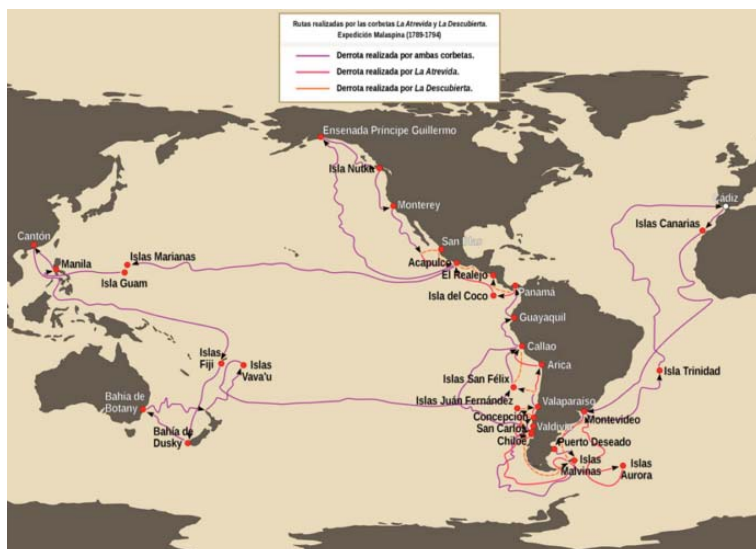 Rutas realizadas por las corbetas La Atrevida y La Descubierta.
Expedición Malaspina (1789-1794)
Derrota realizada por ambas corbetas.
Derrota realizada por La Atrevida.
Derrota realizada por La Descubierta.
Ensenada Príncipe Guillermo
Isla Nutka
Monterey
Cádiz
Islas Canarias
San Blas
Cantón
Manila
Islas Marianas
Isla Guam
Acapulco
El Realejo
Panamá
Isla del Coco
Guayaquil
Callao
Islas
Fiji
Islas
Vava'u
Arica
Isla Trinidad
Islas San Félix
Bahía de
Botany
Islas Juán Fernández
Valparaíso
Concepción
Montevideo
San Carlos
Valdivia
Chiloé
Bahía de
Dusky
Puerto Deseado
Islas
Malvinas
Islas
Aurora